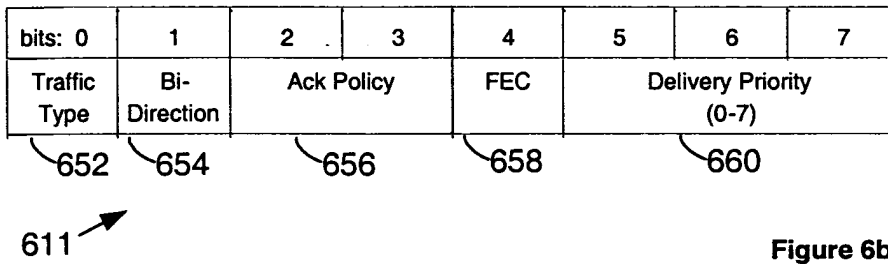 bits: 0 1 2 3 4 5 6 7
Traffic Type Bi-Direction Ack Policy FEC Delivery Priority (0-7)
652 654 656 658 660
611
Figure 6b